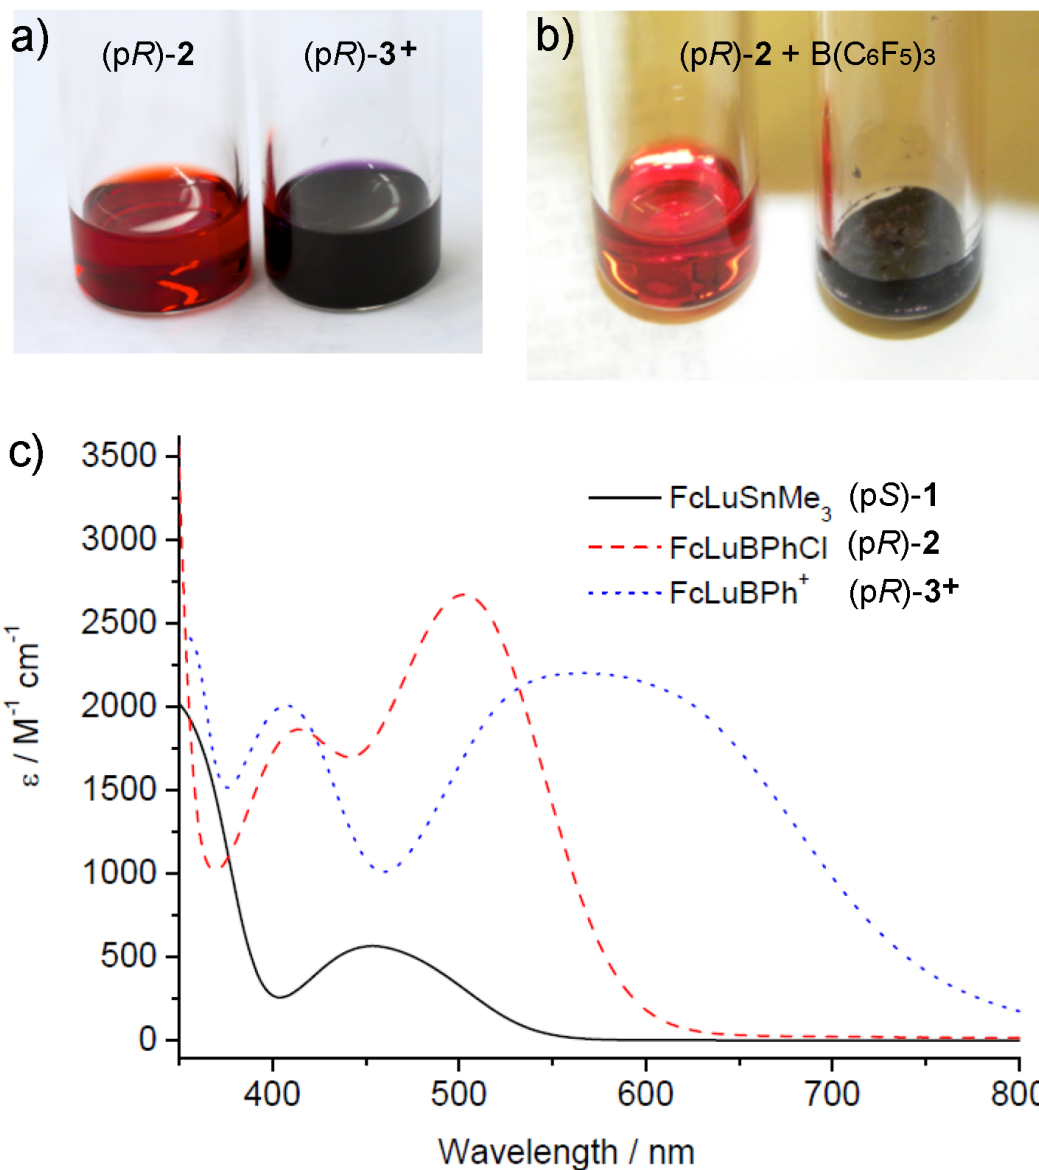 a)
(pR)-2
(pR)-3⁺
b)
(pR)-2 + B(C₆F₅)₃
c)
3500
3000
2500
2000
1500
1000
500
0
ε / M⁻¹ cm⁻¹
FcLuSnMe₃ (pS)-1
FcLuBPhCl (pR)-2
FcLuBPh⁺ (pR)-3⁺
400
500
600
700
800
Wavelength / nm